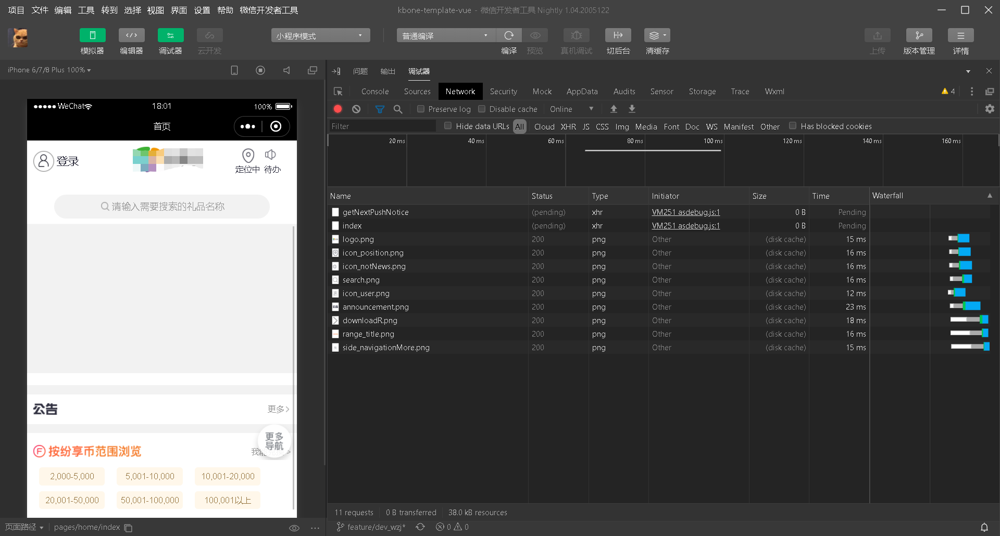 项目 文件 编辑 工具 转到 选择 视图 界面 设置 帮助 微信开发者工具
kbone-template-vue - 微信开发者工具 Nightly 1.04.2005122
模拟器 编辑器 调试器 云开发
小程序模式 普通编译
编译 预览 真机调试 切后台 清缓存
上传 版本管理 详情
iPhone 6/7/8 Plus 100%
WeChat 18:01 100%
首页
登录
定位中 待办
请输入需要搜索的礼品名称
公告 更多
更多
导航
按纷享币范围浏览
2,000-5,000 5,001-10,000 10,001-20,000
20,001-50,000 50,001-100,000 100,001以上
页面路径 pages/home/index
问题 输出 调试器
Console Sources Network Security Mock AppData Audits Sensor Storage Trace Wxml 4
Preserve log Disable cache Online
Filter Hide data URLs All Cloud XHR JS CSS Img Media Font Doc WS Manifest Other Has blocked cookies
20 ms 40 ms 60 ms 80 ms 100 ms 120 ms 140 ms 160 ms
Name Status Type Initiator Size Time Waterfall
getNextPushNotice (pending) xhr VM251 asdebug.js:1 0 B Pending
index (pending) xhr VM251 asdebug.js:1 0 B Pending
logo.png 200 png Other (disk cache) 15 ms
icon_position.png 200 png Other (disk cache) 16 ms
icon_notNews.png 200 png Other (disk cache) 16 ms
search.png 200 png Other (disk cache) 16 ms
icon_user.png 200 png Other (disk cache) 12 ms
announcement.png 200 png Other (disk cache) 23 ms
downloadR.png 200 png Other (disk cache) 18 ms
range_title.png 200 png Other (disk cache) 16 ms
side_navigationMore.png 200 png Other (disk cache) 15 ms
11 requests 0 B transferred 38.0 kB resources
feature/dev_wzj* 0 0